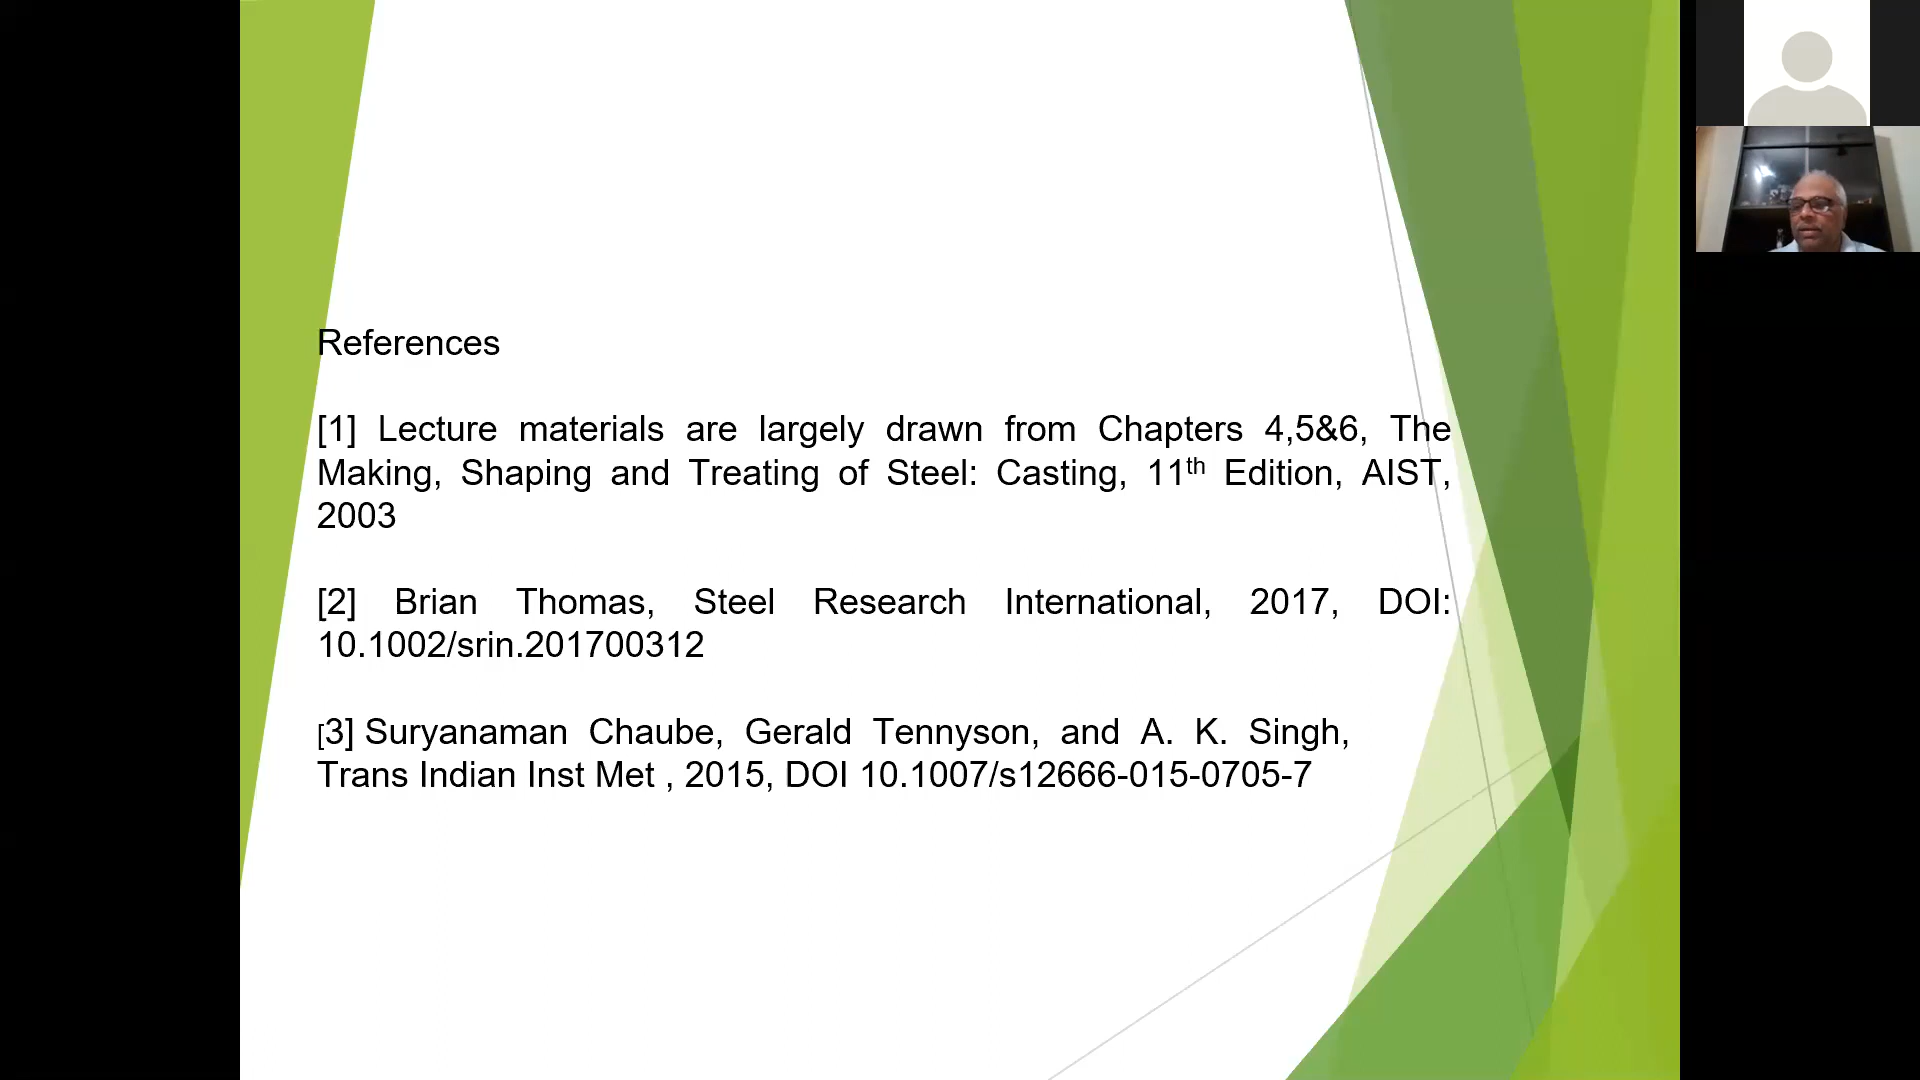 References
[1] Lecture materials are largely drawn from Chapters 4,5&6, The
Making, Shaping and Treating of Steel: Casting, 11th Edition, AIST,
2003
[2] Brian Thomas, Steel Research International, 2017, DOI:
10.1002/srin.201700312
[3] Suryanaman Chaube, Gerald Tennyson, and A. K. Singh,
Trans Indian Inst Met , 2015, DOI 10.1007/s12666-015-0705-7